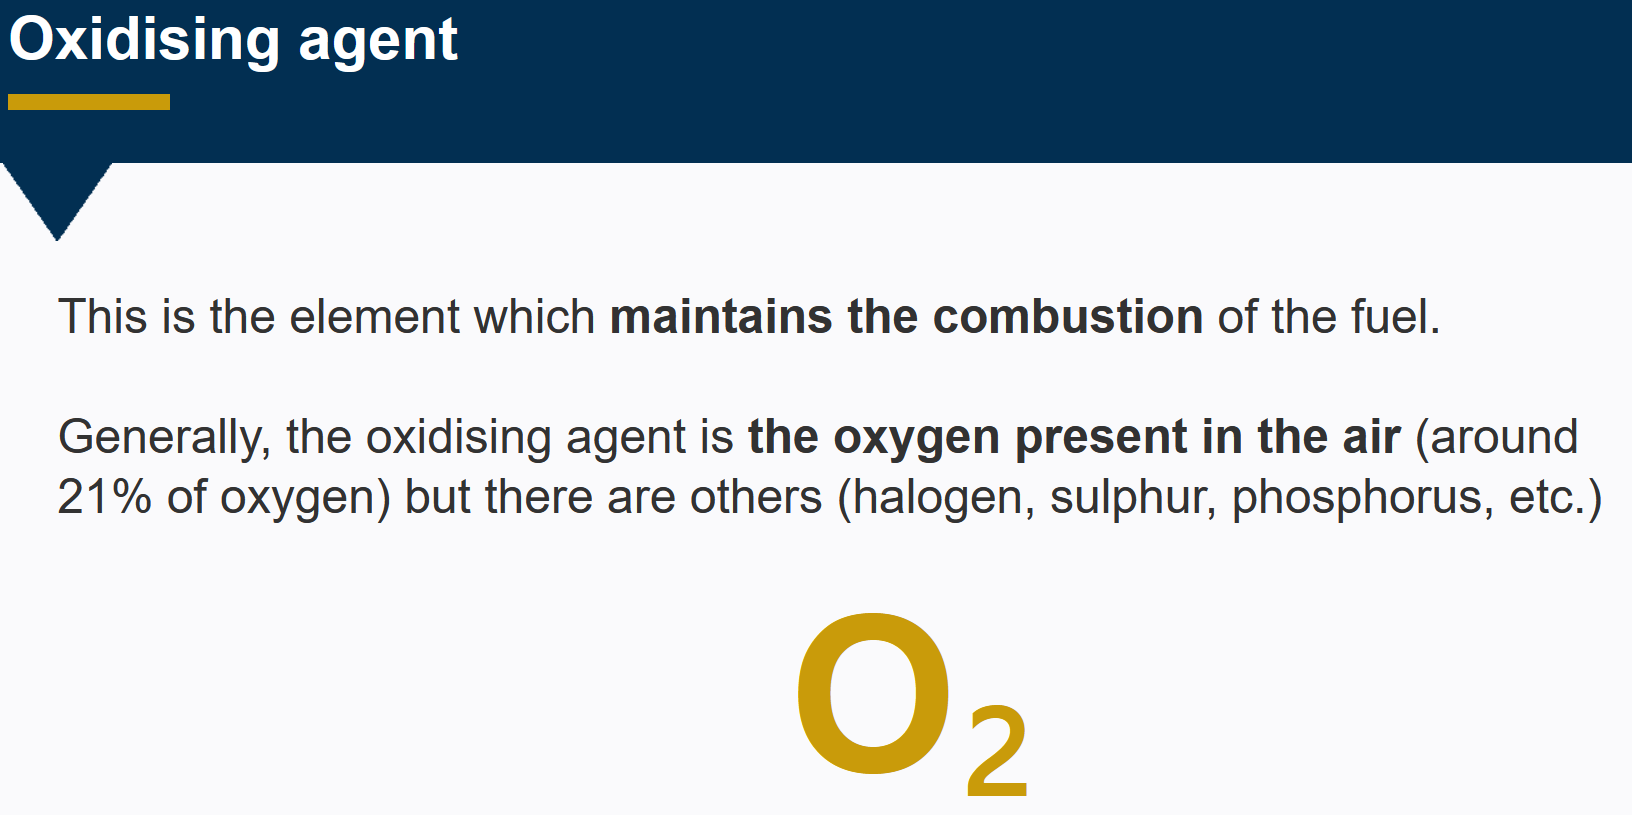 Oxidising agent
This is the element which maintains the combustion of the fuel.
Generally, the oxidising agent is the oxygen present in the air (around
21% of oxygen) but there are others (halogen, sulphur, phosphorus, etc.)
O2